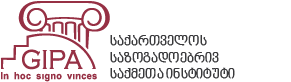 GIPA
In hoc signo vinces
საქართველოს
საზოგადოებრივ
საქმეთა ინსტიტუტი